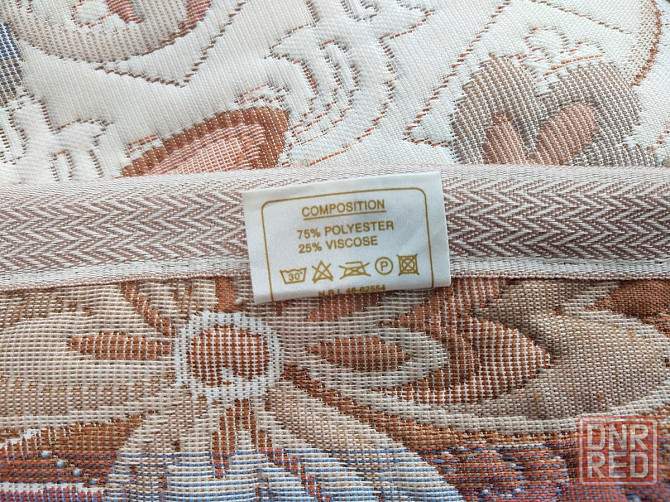 COMPOSITION
75% POLYESTER
25% VISCOSE
30°
P
DNR
RED